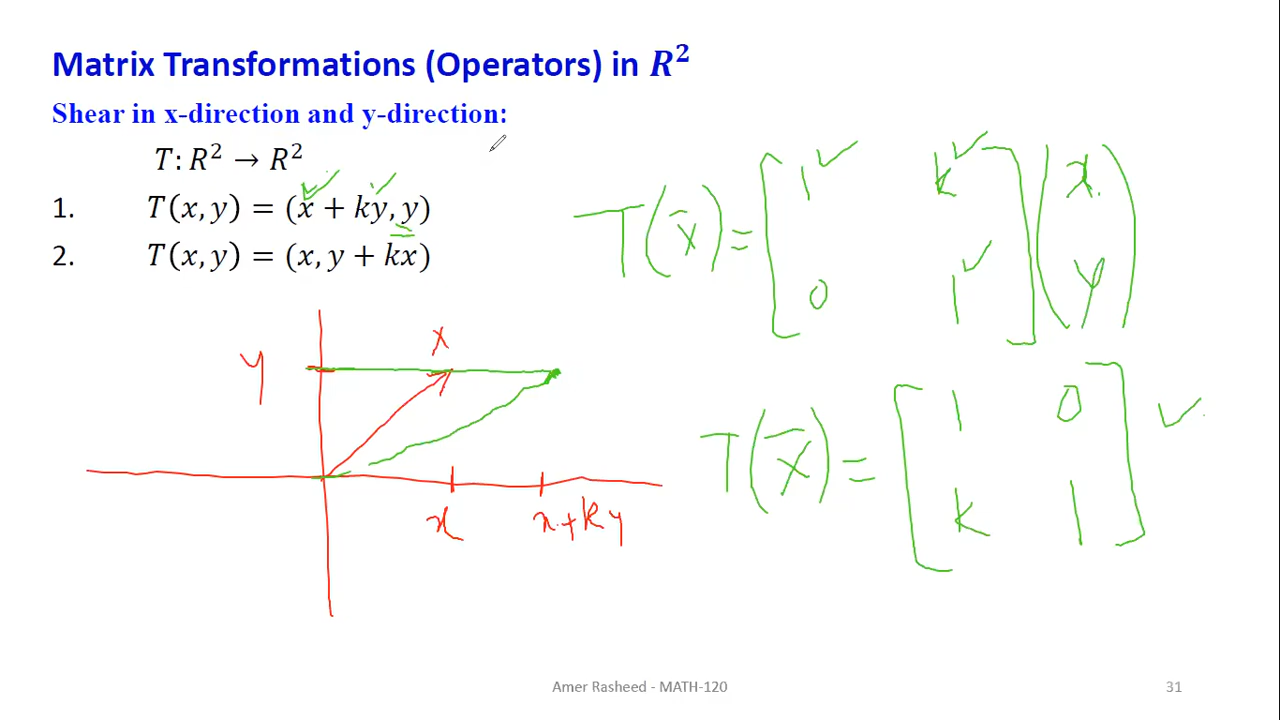 Matrix Transformations (Operators) in R²
Shear in x-direction and y-direction:
T: R² → R²
1. T(x, y) = (x + ky, y)
2. T(x, y) = (x, y + kx)
T(x̄) = [1 k
0 1] (x
y)
T(x̄) = [1 0
k 1]
y
x
x
x+ky
Amer Rasheed - MATH-120
31